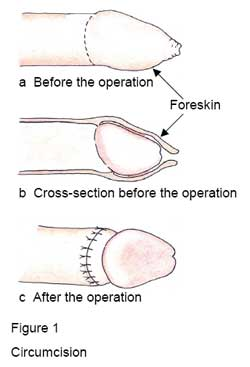 a Before the operation
Foreskin
b Cross-section before the operation
c After the operation
Figure 1
Circumcision